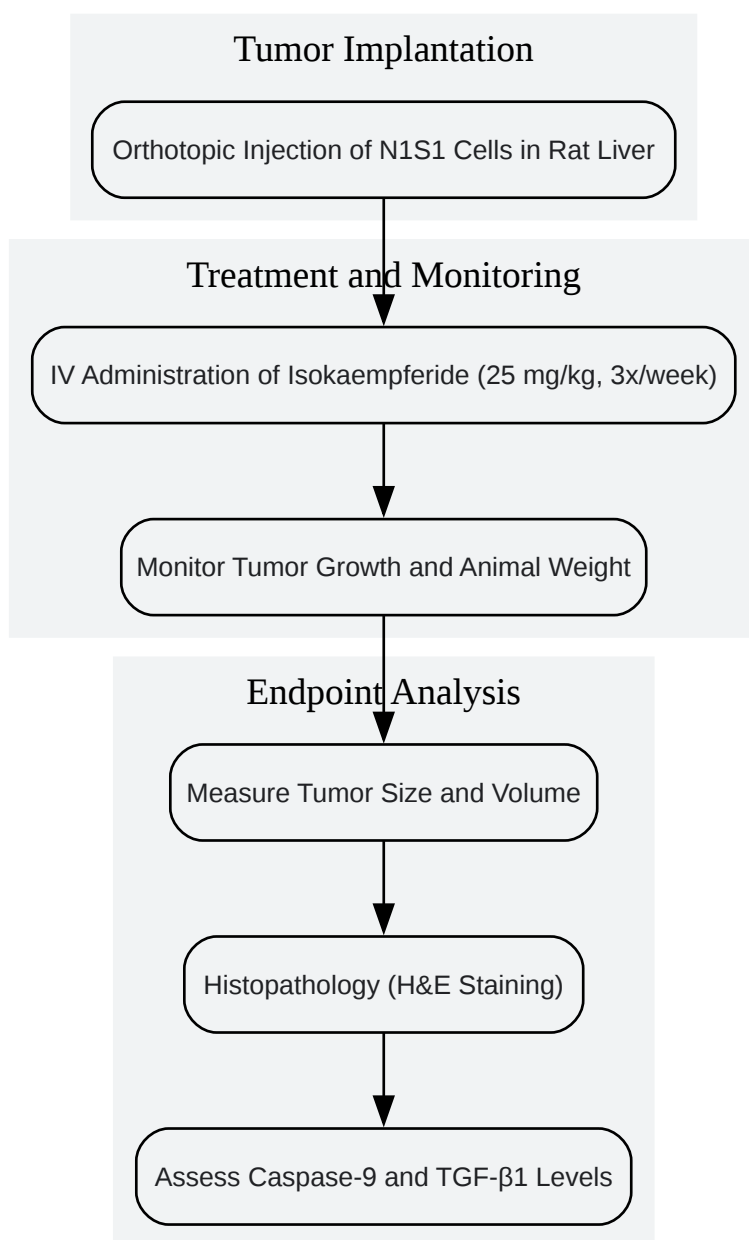 Tumor Implantation
Orthotopic Injection of N1S1 Cells in Rat Liver
Treatment and Monitoring
IV Administration of Isokaempferide (25 mg/kg, 3x/week)
Monitor Tumor Growth and Animal Weight
Endpoint Analysis
Measure Tumor Size and Volume
Histopathology (H&E Staining)
Assess Caspase-9 and TGF-β1 Levels